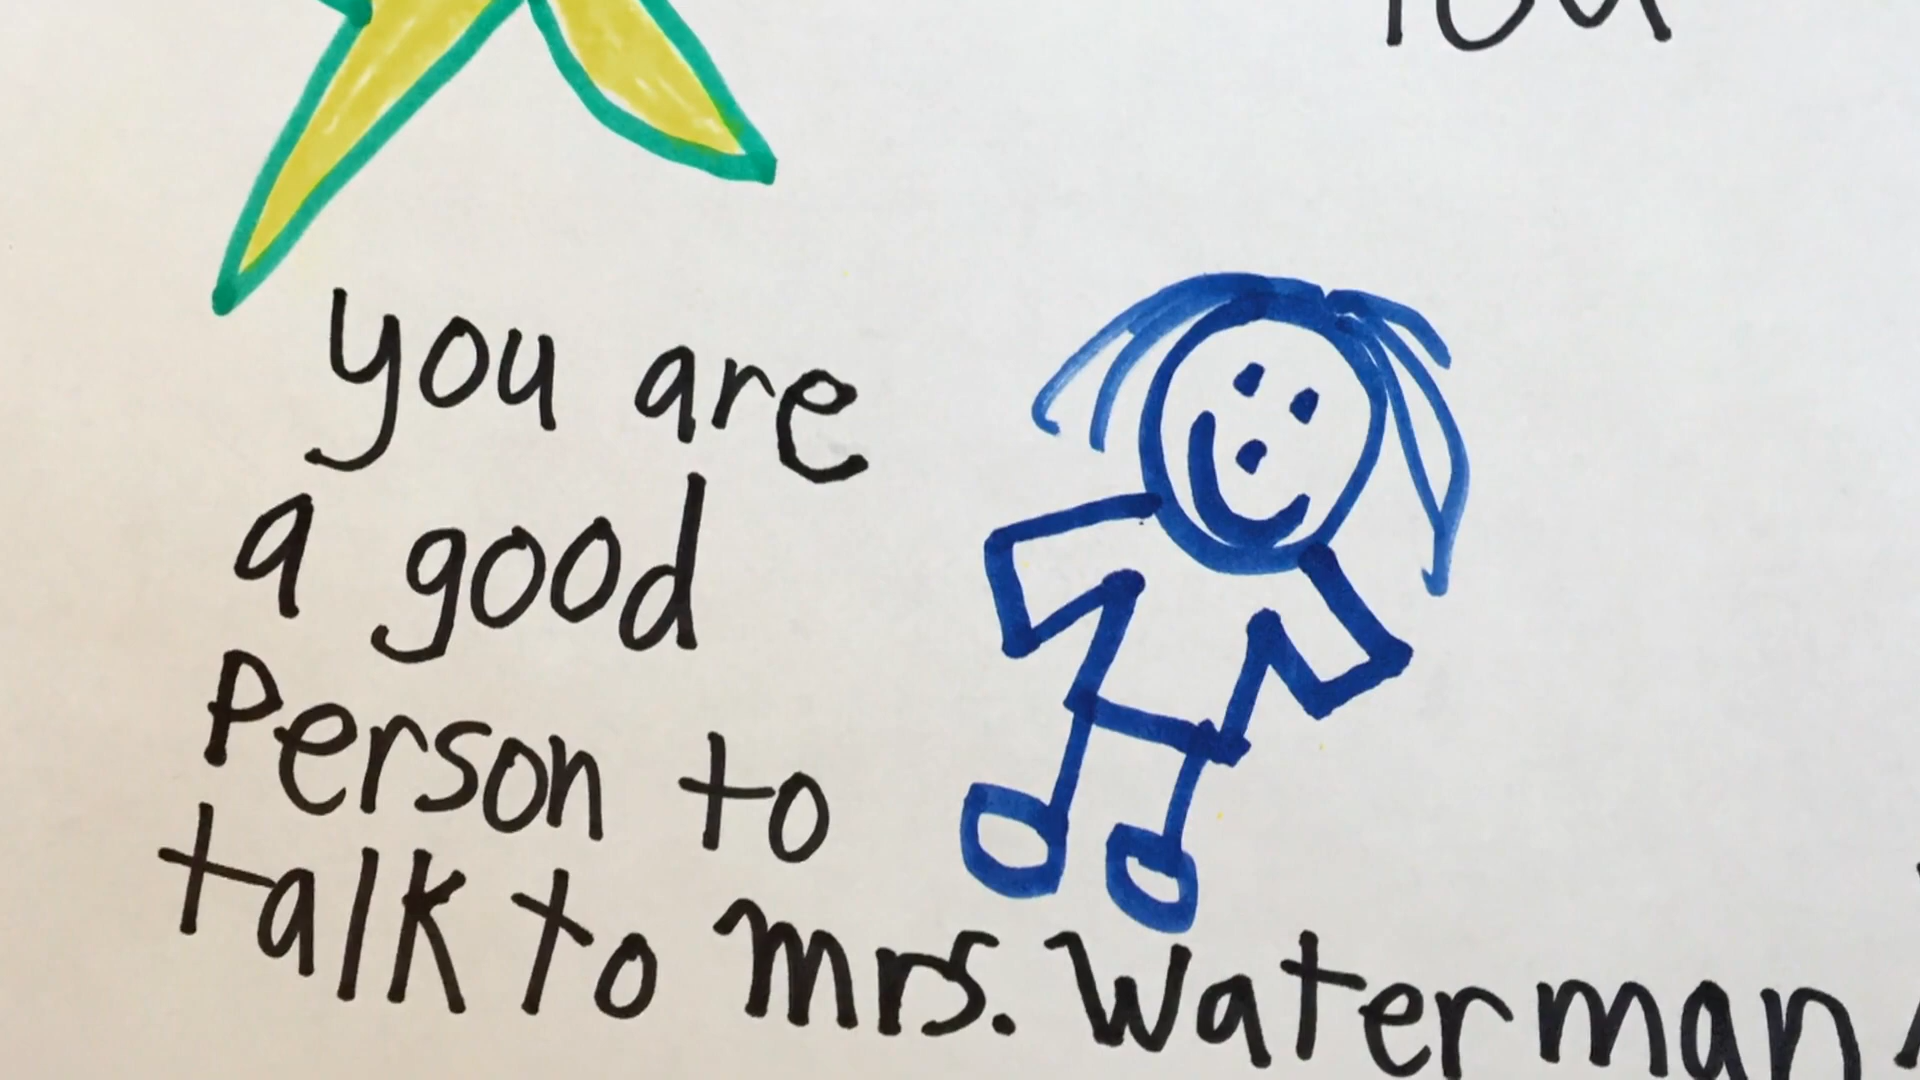 you are
a good
Person to
talk to mrs. Waterman